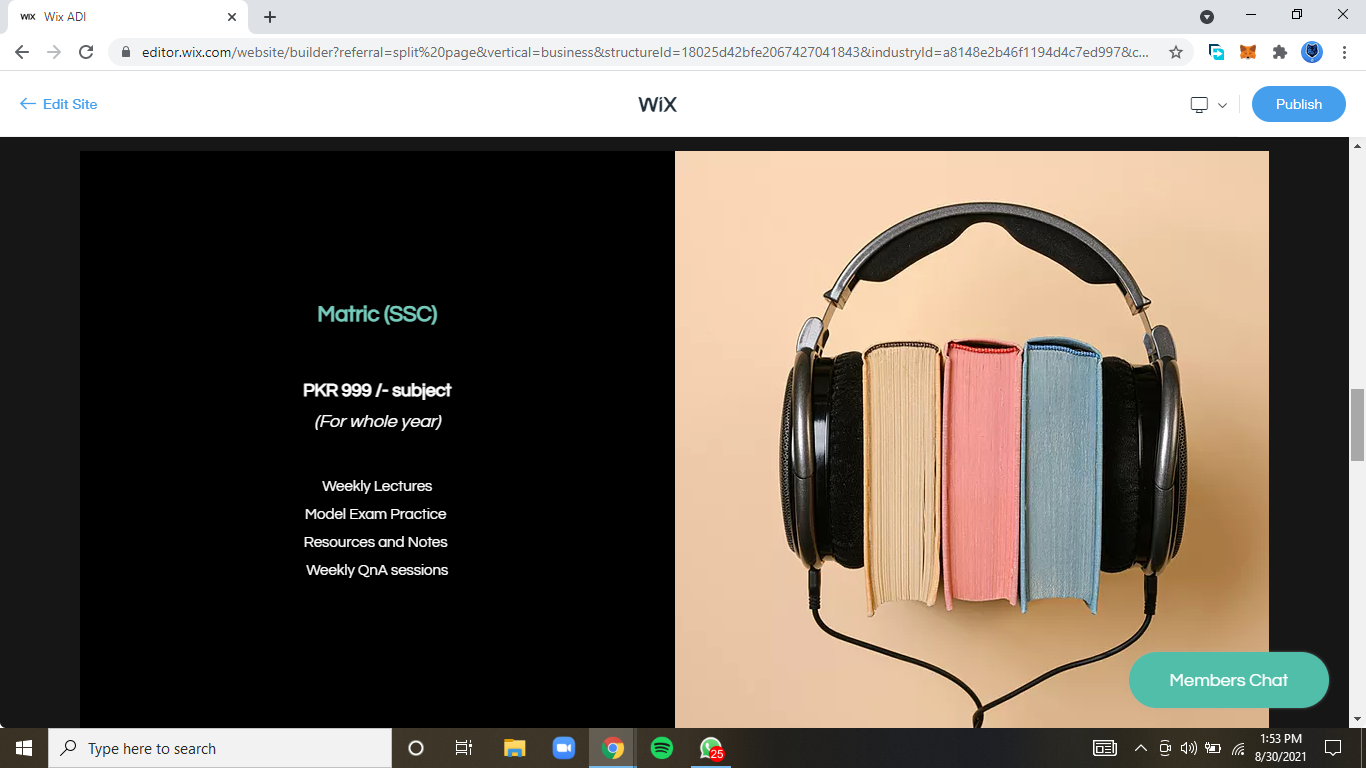 WiX Wix ADI
editor.wix.com/website/builder?referral=split%20page&vertical=business&structureId=18025d42bfe2067427041843&industryId=a8148e2b46f1194d4c7ed997&c...
Edit Site
WiX
Publish
Matric (SSC)
PKR 999 /- subject
(For whole year)
Weekly Lectures
Model Exam Practice
Resources and Notes
Weekly QnA sessions
Members Chat
Type here to search
25
1:53 PM
8/30/2021